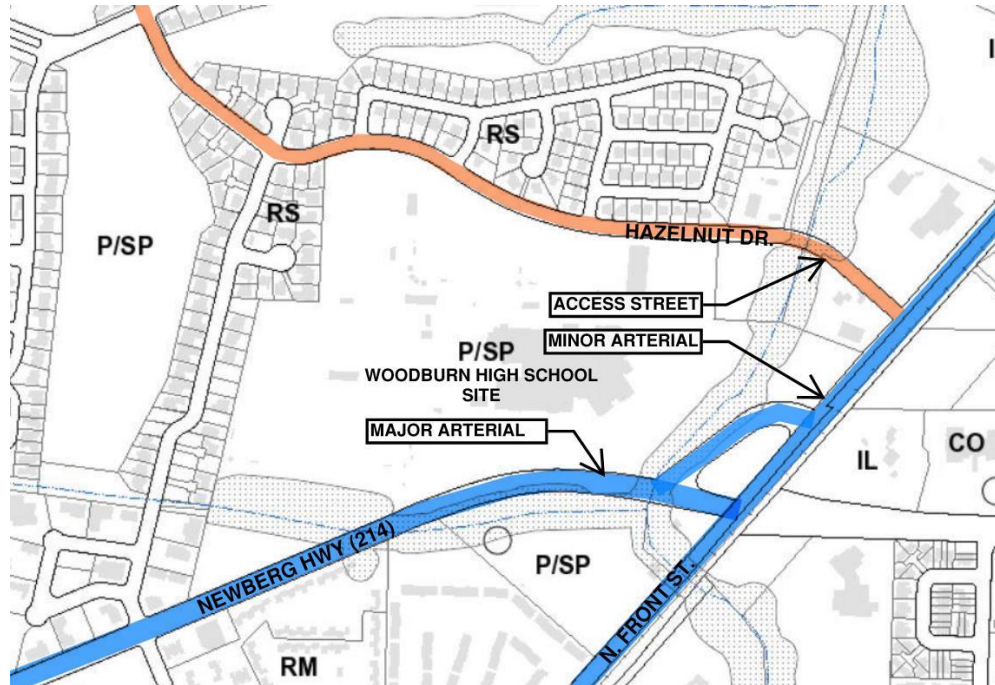 I
RS
RS
P/SP
HAZELNUT DR.
ACCESS STREET
MINOR ARTERIAL
P/SP
WOODBURN HIGH SCHOOL
SITE
MAJOR ARTERIAL
IL
CO
NEWBERG HWY (214)
P/SP
N. FRONT ST.
RM